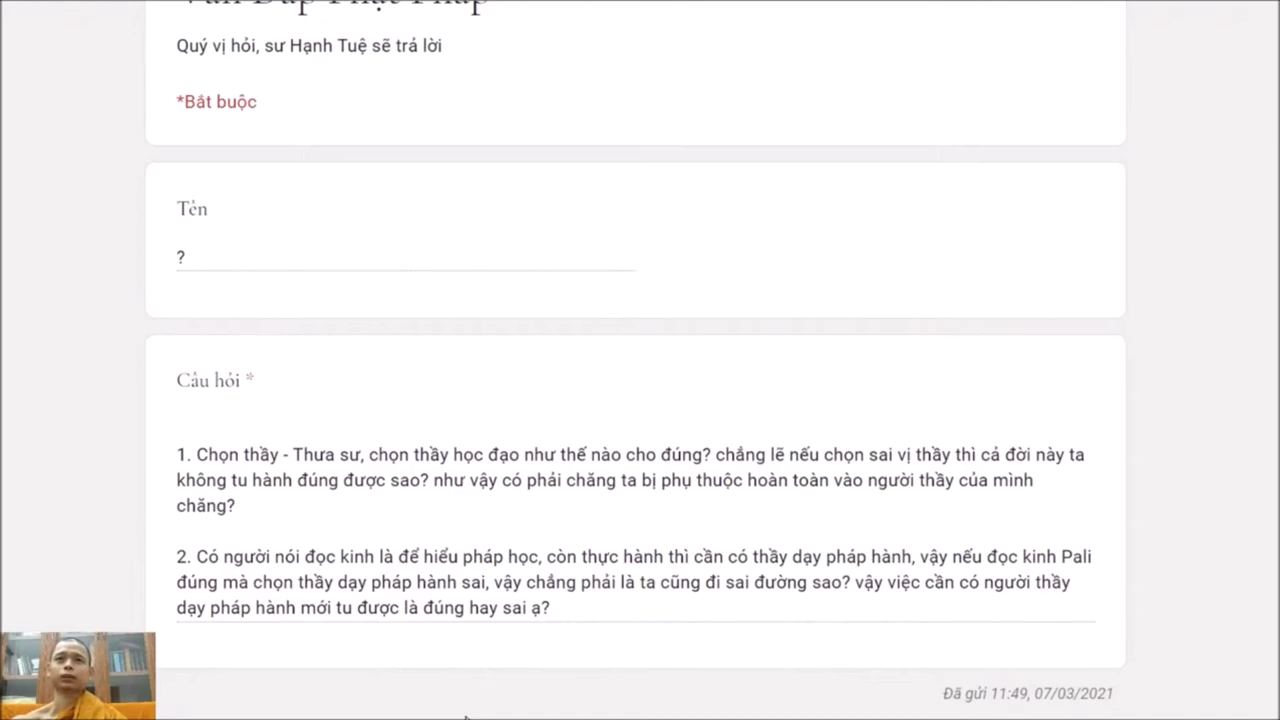 Vấn Đáp Phật Pháp
Quý vị hỏi, sư Hạnh Tuệ sẽ trả lời
*Bắt buộc
Tên
?
Câu hỏi *
1. Chọn thầy - Thưa sư, chọn thầy học đạo như thế nào cho đúng? chẳng lẽ nếu chọn sai vị thầy thì cả đời này ta
không tu hành đúng được sao? như vậy có phải chăng ta bị phụ thuộc hoàn toàn vào người thầy của mình
chăng?
2. Có người nói đọc kinh là để hiểu pháp học, còn thực hành thì cần có thầy dạy pháp hành, vậy nếu đọc kinh Pali
đúng mà chọn thầy dạy pháp hành sai, vậy chẳng phải là ta cũng đi sai đường sao? vậy việc cần có người thầy
dạy pháp hành mới tu được là đúng hay sai ạ?
Đã gửi 11:49, 07/03/2021